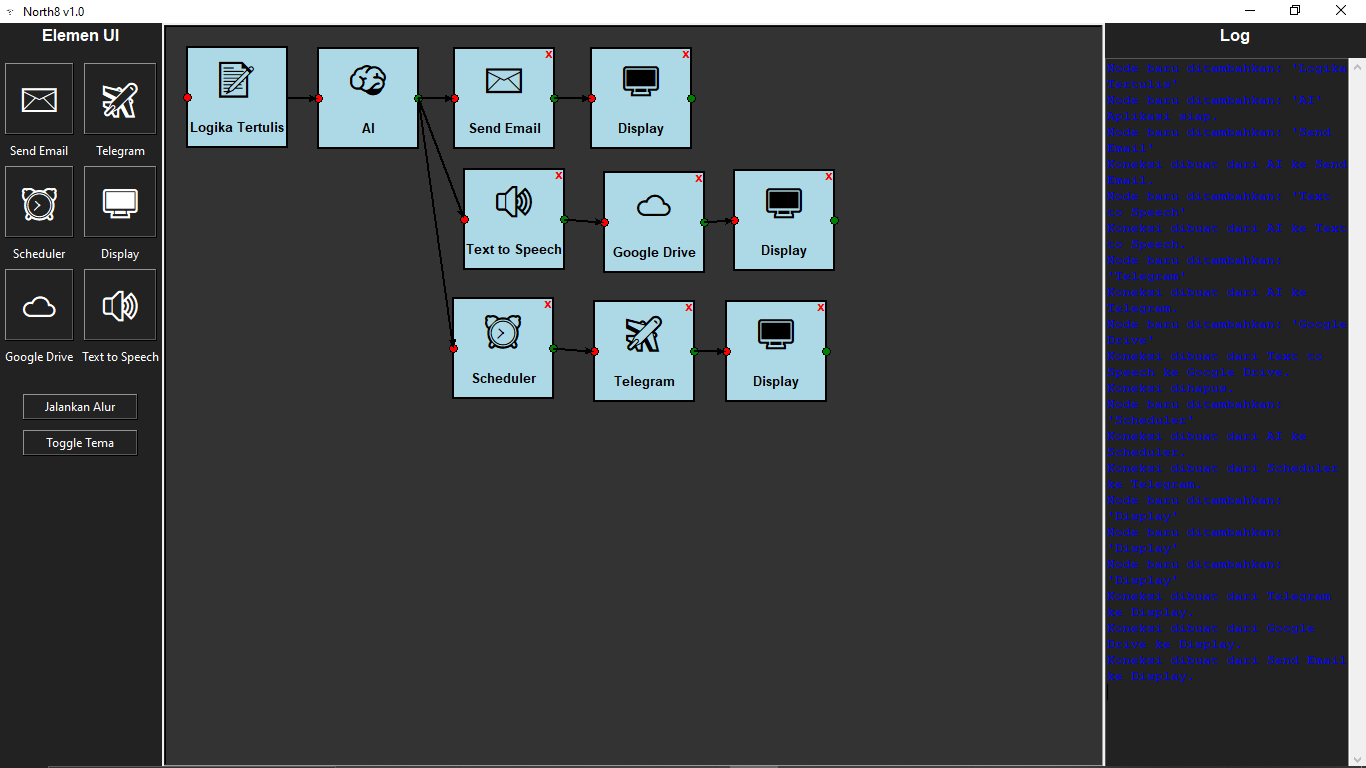 North8 v1.0
Elemen UI
Send Email
Telegram
Scheduler
Display
Google Drive
Text to Speech
Jalankan Alur
Toggle Tema
Logika Tertulis
AI
x
Send Email
x
Display
x
Text to Speech
x
Google Drive
x
Display
x
Scheduler
x
Telegram
x
Display
Log
Node baru ditambahkan: 'Logika
Tertulis'
Node baru ditambahkan: 'AI'
Aplikasi siap.
Node baru ditambahkan: 'Send
Email'
Koneksi dibuat dari AI ke Send
Email.
Node baru ditambahkan: 'Text
to Speech'
Koneksi dibuat dari AI ke Text
to Speech.
Node baru ditambahkan:
'Telegram'
Koneksi dibuat dari AI ke
Telegram.
Node baru ditambahkan: 'Google
Drive'
Koneksi dibuat dari Text to
Speech ke Google Drive.
Koneksi dihapus.
Node baru ditambahkan:
'Scheduler'
Koneksi dibuat dari AI ke
Scheduler.
Koneksi dibuat dari Scheduler
ke Telegram.
Node baru ditambahkan:
'Display'
Node baru ditambahkan:
'Display'
Node baru ditambahkan:
'Display'
Koneksi dibuat dari Telegram
ke Display.
Koneksi dibuat dari Google
Drive ke Display.
Koneksi dibuat dari Send Email
ke Display.